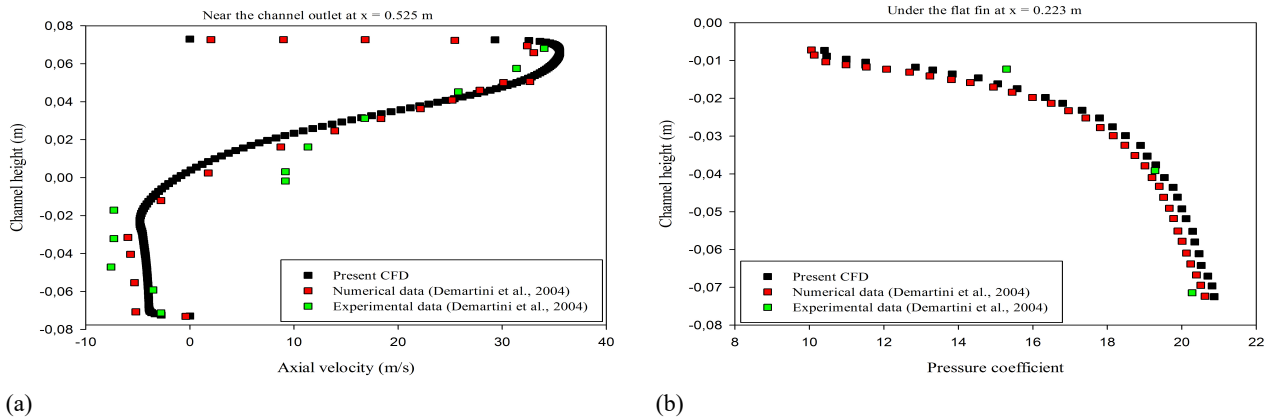 Near the channel outlet at x = 0.525 m
0,08
0,06
0,04
0,02
0,00
-0,02
-0,04
-0,06
-0,08
Channel height (m)
Present CFD
Numerical data (Demartini et al., 2004)
Experimental data (Demartini et al., 2004)
-10 0 10 20 30 40
Axial velocity (m/s)
(a)
Under the flat fin at x = 0.223 m
0,00
-0,01
-0,02
-0,03
-0,04
-0,05
-0,06
-0,07
-0,08
Channel height (m)
Present CFD
Numerical data (Demartini et al., 2004)
Experimental data (Demartini et al., 2004)
8 10 12 14 16 18 20 22
Pressure coefficient
(b)